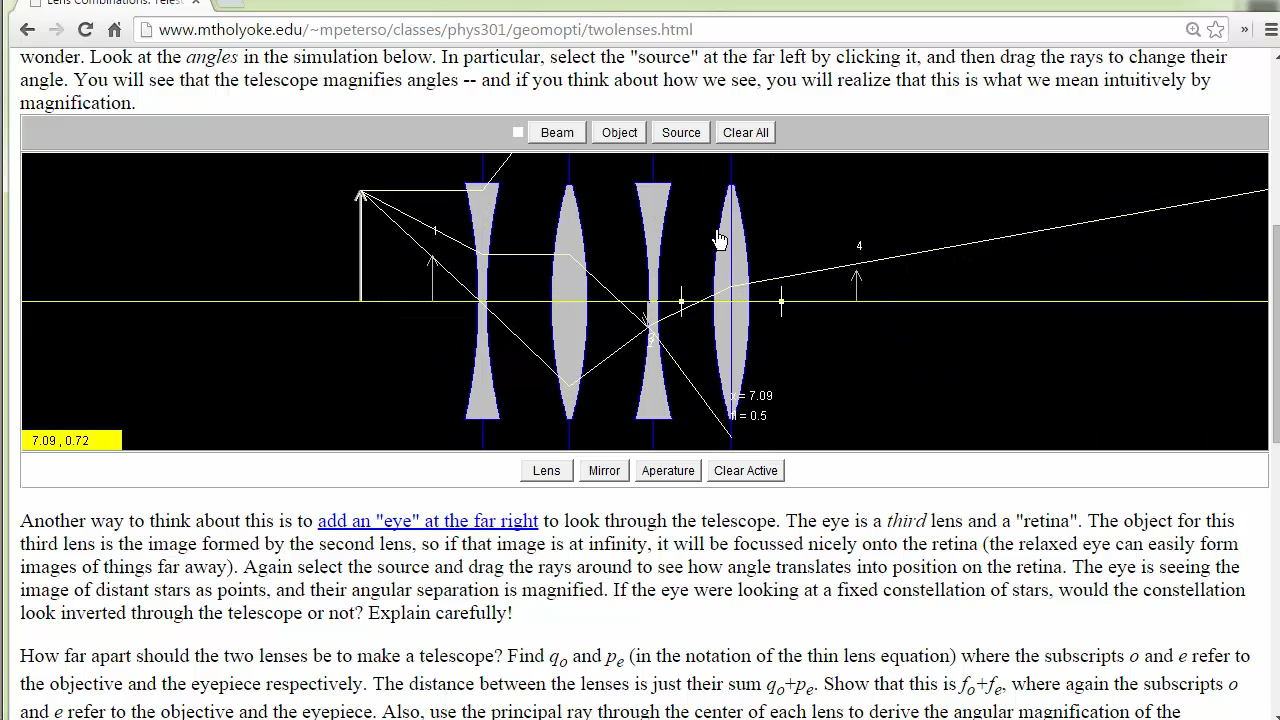 Lens Combinations: Telesc
www.mtholyoke.edu/~mpeterso/classes/phys301/geomopti/twolenses.html
wonder. Look at the angles in the simulation below. In particular, select the "source" at the far left by clicking it, and then drag the rays to change their
angle. You will see that the telescope magnifies angles -- and if you think about how we see, you will realize that this is what we mean intuitively by
magnification.
Beam Object Source Clear All
1
4
x = 7.09
fl = 0.5
7.09 , 0.72
Lens Mirror Aperature Clear Active
Another way to think about this is to add an "eye" at the far right to look through the telescope. The eye is a third lens and a "retina". The object for this
third lens is the image formed by the second lens, so if that image is at infinity, it will be focussed nicely onto the retina (the relaxed eye can easily form
images of things far away). Again select the source and drag the rays around to see how angle translates into position on the retina. The eye is seeing the
image of distant stars as points, and their angular separation is magnified. If the eye were looking at a fixed constellation of stars, would the constellation
look inverted through the telescope or not? Explain carefully!
How far apart should the two lenses be to make a telescope? Find qo and pe (in the notation of the thin lens equation) where the subscripts o and e refer to
the objective and the eyepiece respectively. The distance between the lenses is just their sum qo+pe. Show that this is fo+fe, where again the subscripts o
and e refer to the objective and the eyepiece. Also, use the principal ray through the center of each lens to derive the angular magnification of the